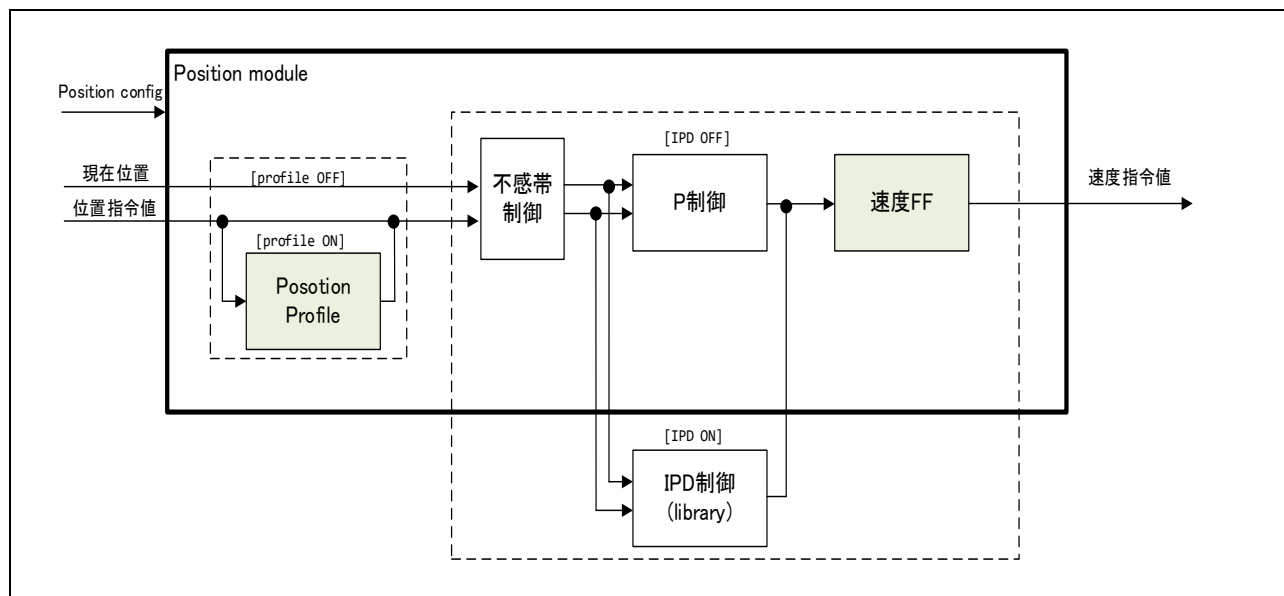 Position module
Position config
[IPD OFF]
現在位置
[profile OFF]
不感帯
制御
P制御
速度FF
速度指令値
位置指令値
[profile ON]
Posotion
Profile
[IPD ON]
IPD制御
(library)